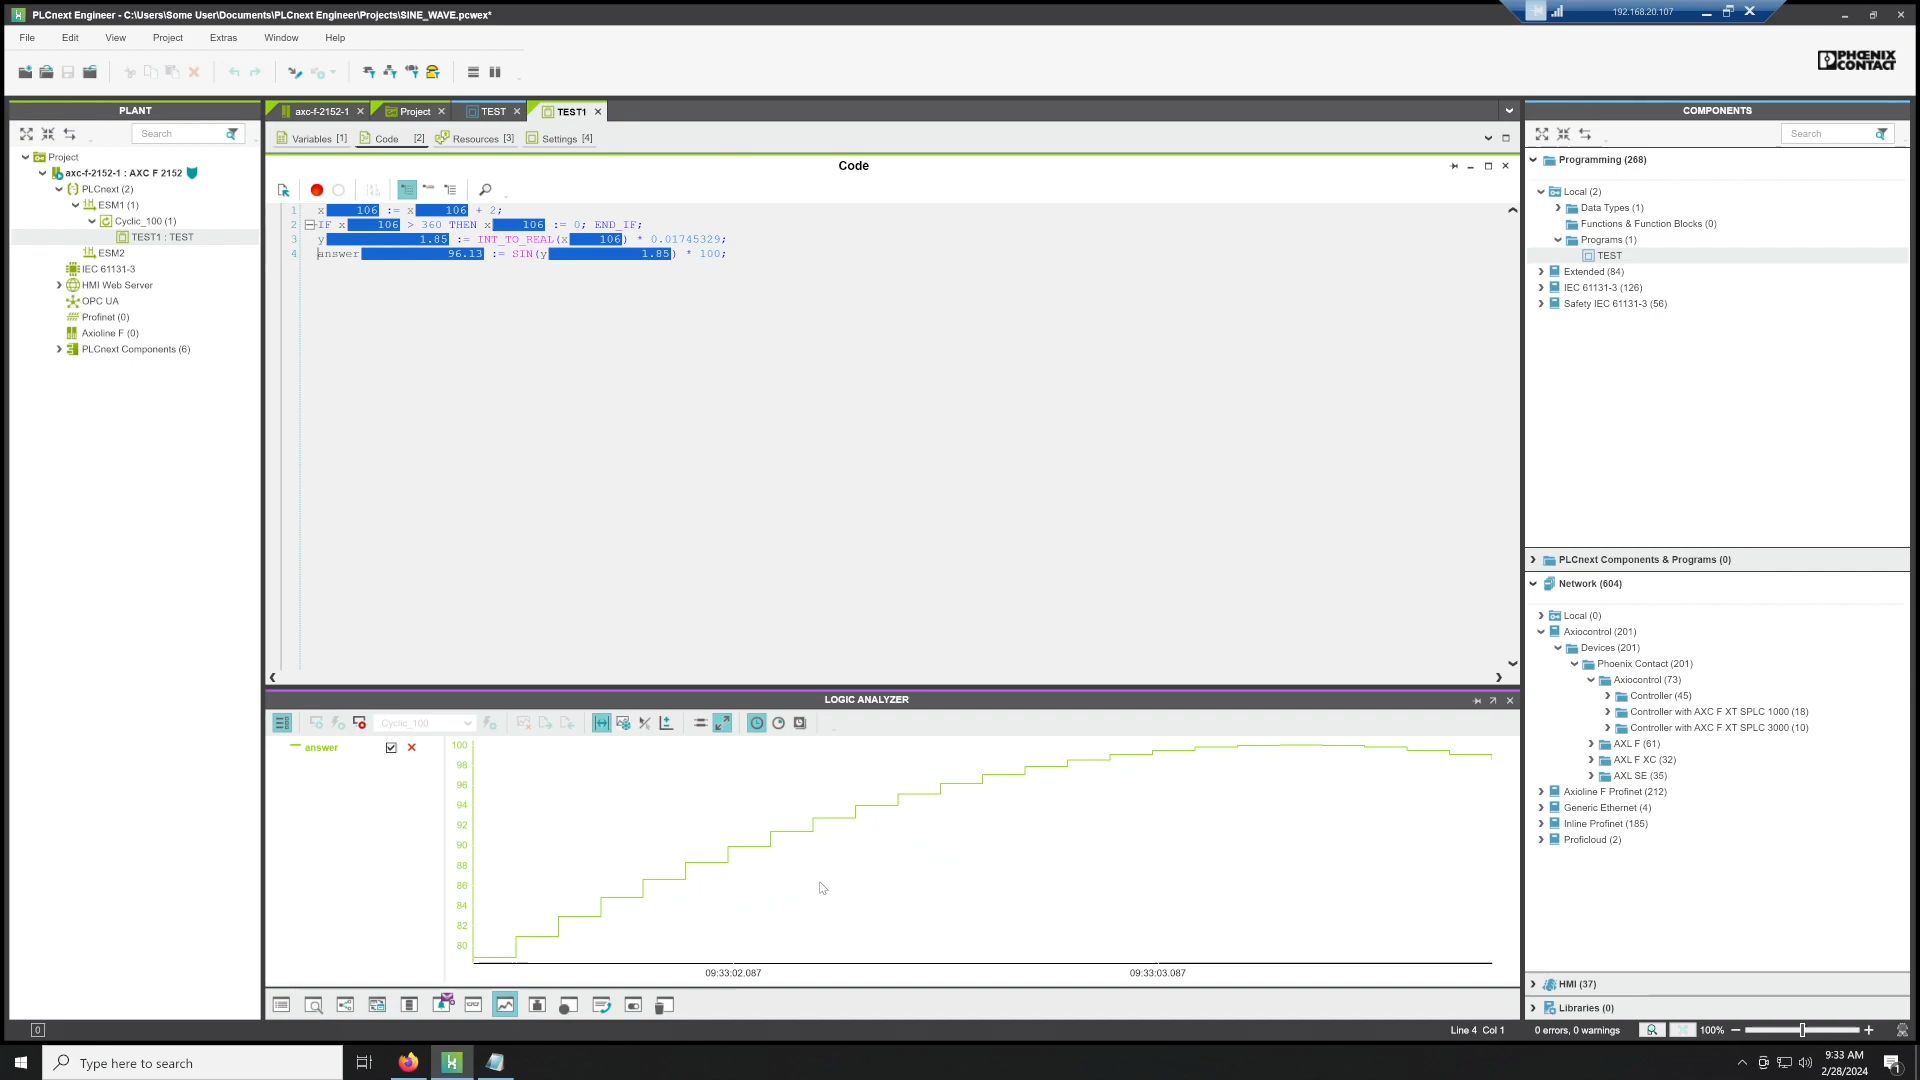 PLCnext Engineer - C:\Users\Some User\Documents\PLCnext Engineer\Projects\SINE_WAVE.pcwex*
192.168.20.107
File Edit View Project Extras Window Help
PHŒNIX CONTACT
PLANT
Search
Project
axc-f-2152-1 : AXC F 2152
PLCnext (2)
ESM1 (1)
Cyclic_100 (1)
TEST1 : TEST
ESM2
IEC 61131-3
HMI Web Server
OPC UA
Profinet (0)
Axioline F (0)
PLCnext Components (6)
axc-f-2152-1 Project TEST TEST1
Variables [1] Code [2] Resources [3] Settings [4]
Code
1 x 106 := x 106 + 2;
2 IF x 106 > 360 THEN x 106 := 0; END_IF;
3 y 1.85 := INT_TO_REAL(x 106) * 0.01745329;
4 answer 96.13 := SIN(y 1.85) * 100;
LOGIC ANALYZER
Cyclic_100
answer
100
98
96
94
92
90
88
86
84
82
80
09:33:02.087 09:33:03.087
COMPONENTS
Search
Programming (268)
Local (2)
Data Types (1)
Functions & Function Blocks (0)
Programs (1)
TEST
Extended (84)
IEC 61131-3 (126)
Safety IEC 61131-3 (56)
PLCnext Components & Programs (0)
Network (604)
Local (0)
Axiocontrol (201)
Devices (201)
Phoenix Contact (201)
Axiocontrol (73)
Controller (45)
Controller with AXC F XT SPLC 1000 (18)
Controller with AXC F XT SPLC 3000 (10)
AXL F (61)
AXL F XC (32)
AXL SE (35)
Axioline F Profinet (212)
Generic Ethernet (4)
Inline Profinet (185)
Proficloud (2)
HMI (37)
Libraries (0)
0
Line 4 Col 1 0 errors, 0 warnings 100%
Type here to search
9:33 AM
2/28/2024
1